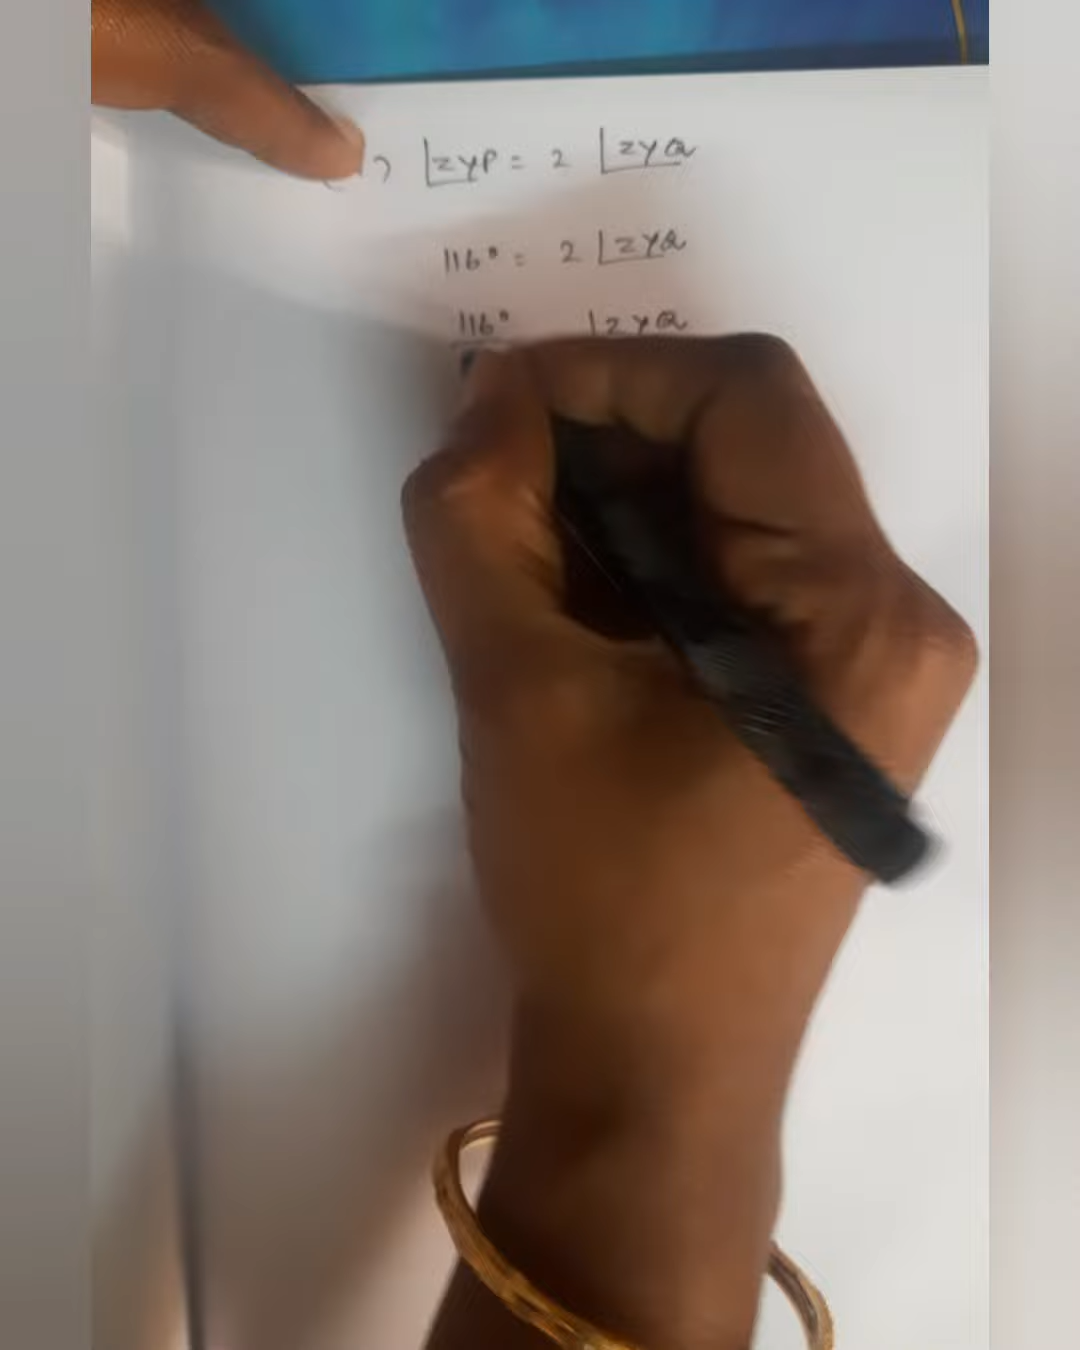 ) ∠ZYP = 2 ∠ZYQ
116° = 2 ∠ZYQ
116° ∠ZYQ